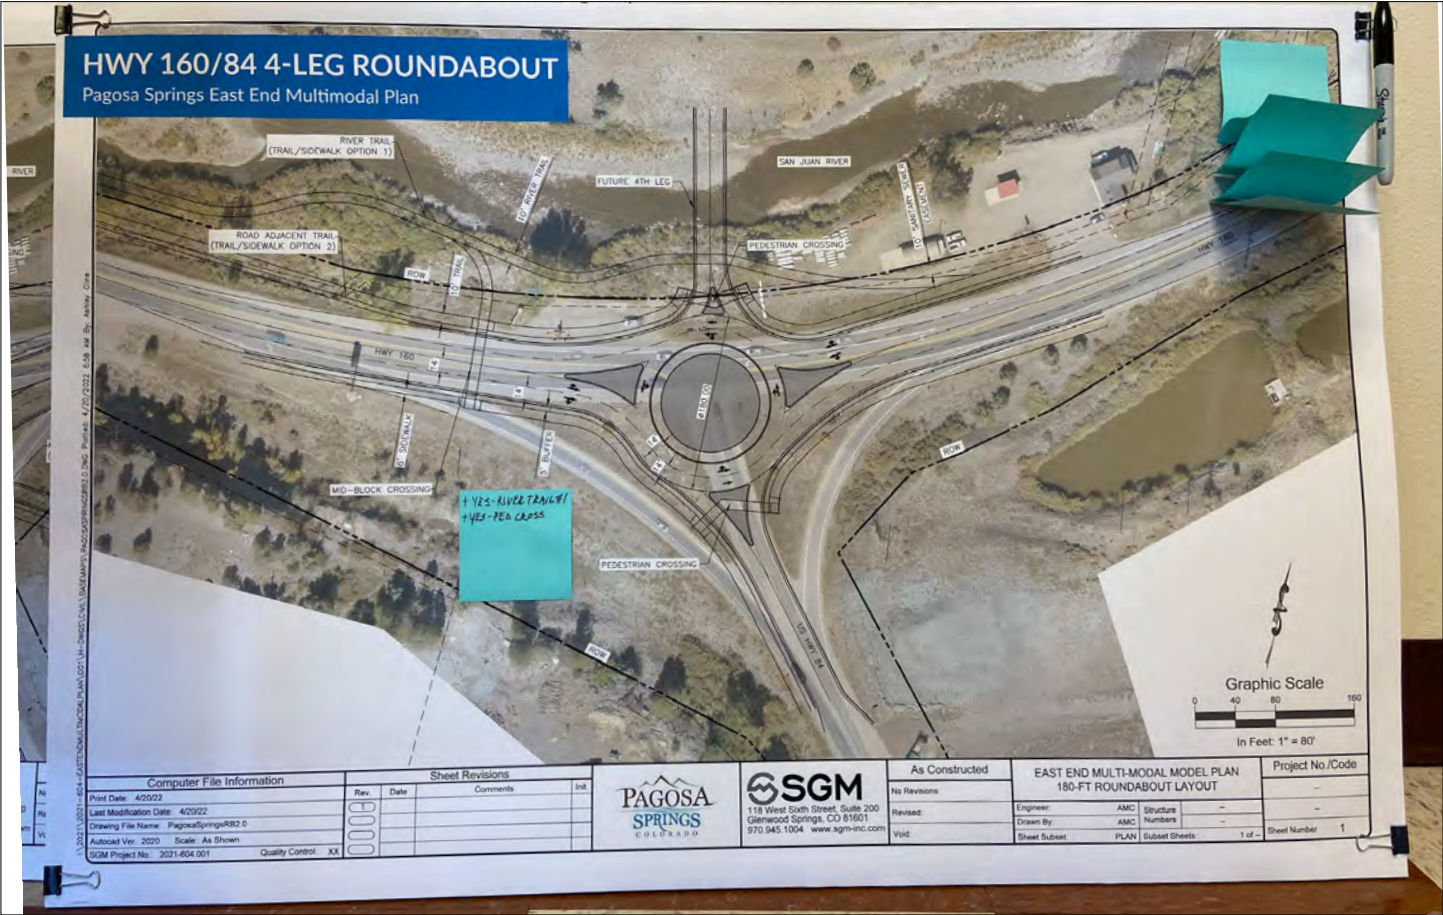 HWY 160/84 4-LEG ROUNDABOUT
Pagosa Springs East End Multimodal Plan
RIVER TRAIL
(TRAIL/SIDEWALK OPTION 1)
10' RIVER TRAIL
FUTURE 4TH LEG
SAN JUAN RIVER
10' SANITARY SEWER
EASEMENT
RIVER
ROAD ADJACENT TRAIL
(TRAIL/SIDEWALK OPTION 2)
PEDESTRIAN CROSSING
HWY 160
ROW
10' TRAIL
HWY 160
14'
14'
ø180.00
6' SIDEWALK
5' BUFFER
14'
14'
ROW
MID-BLOCK CROSSING
+ YES-RIVER TRAIL #1
+ YES-PED CROSS
PEDESTRIAN CROSSING
US HWY 84
ROW
Graphic Scale
0 40 80 160
In Feet: 1" = 80'
Computer File Information
Print Date: 4/20/22
Last Modification Date: 4/20/22
Drawing File Name: PagosaSpringsRB2.0
Autocad Ver. 2020 Scale: As Shown
SGM Project No.: 2021-604.001 Quality Control: XX
Sheet Revisions
Rev. Date Comments Init.
1
PAGOSA
SPRINGS
COLORADO
SGM
118 West Sixth Street, Suite 200
Glenwood Springs, CO 81601
970.945.1004 www.sgm-inc.com
As Constructed
No Revisions:
Revised:
Void:
EAST END MULTI-MODAL MODEL PLAN
180-FT ROUNDABOUT LAYOUT
Engineer: AMC
Drawn By: AMC
Structure
Numbers
Sheet Subset: PLAN
Subset Sheets: 1 of –
Project No./Code
Sheet Number 1